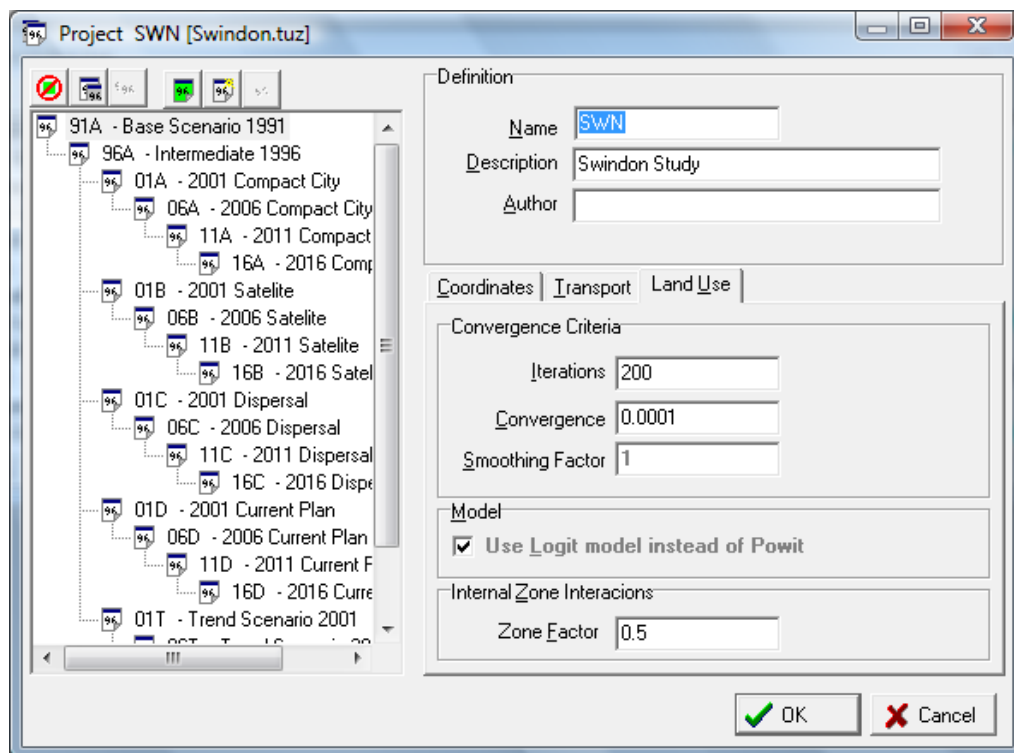 Project SWN [Swindon.tuz]
91A - Base Scenario 1991
96A - Intermediate 1996
01A - 2001 Compact City
06A - 2006 Compact City
11A - 2011 Compact
16A - 2016 Comp
01B - 2001 Satelite
06B - 2006 Satelite
11B - 2011 Satelite
16B - 2016 Satel
01C - 2001 Dispersal
06C - 2006 Dispersal
11C - 2011 Dispersal
16C - 2016 Dispe
01D - 2001 Current Plan
06D - 2006 Current Plan
11D - 2011 Current F
16D - 2016 Curre
01T - Trend Scenario 2001
Definition
Name SWN
Description Swindon Study
Author
Coordinates Transport Land Use
Convergence Criteria
Iterations 200
Convergence 0.0001
Smoothing Factor 1
Model
Use Logit model instead of Powit
Internal Zone Interacions
Zone Factor 0.5
OK Cancel